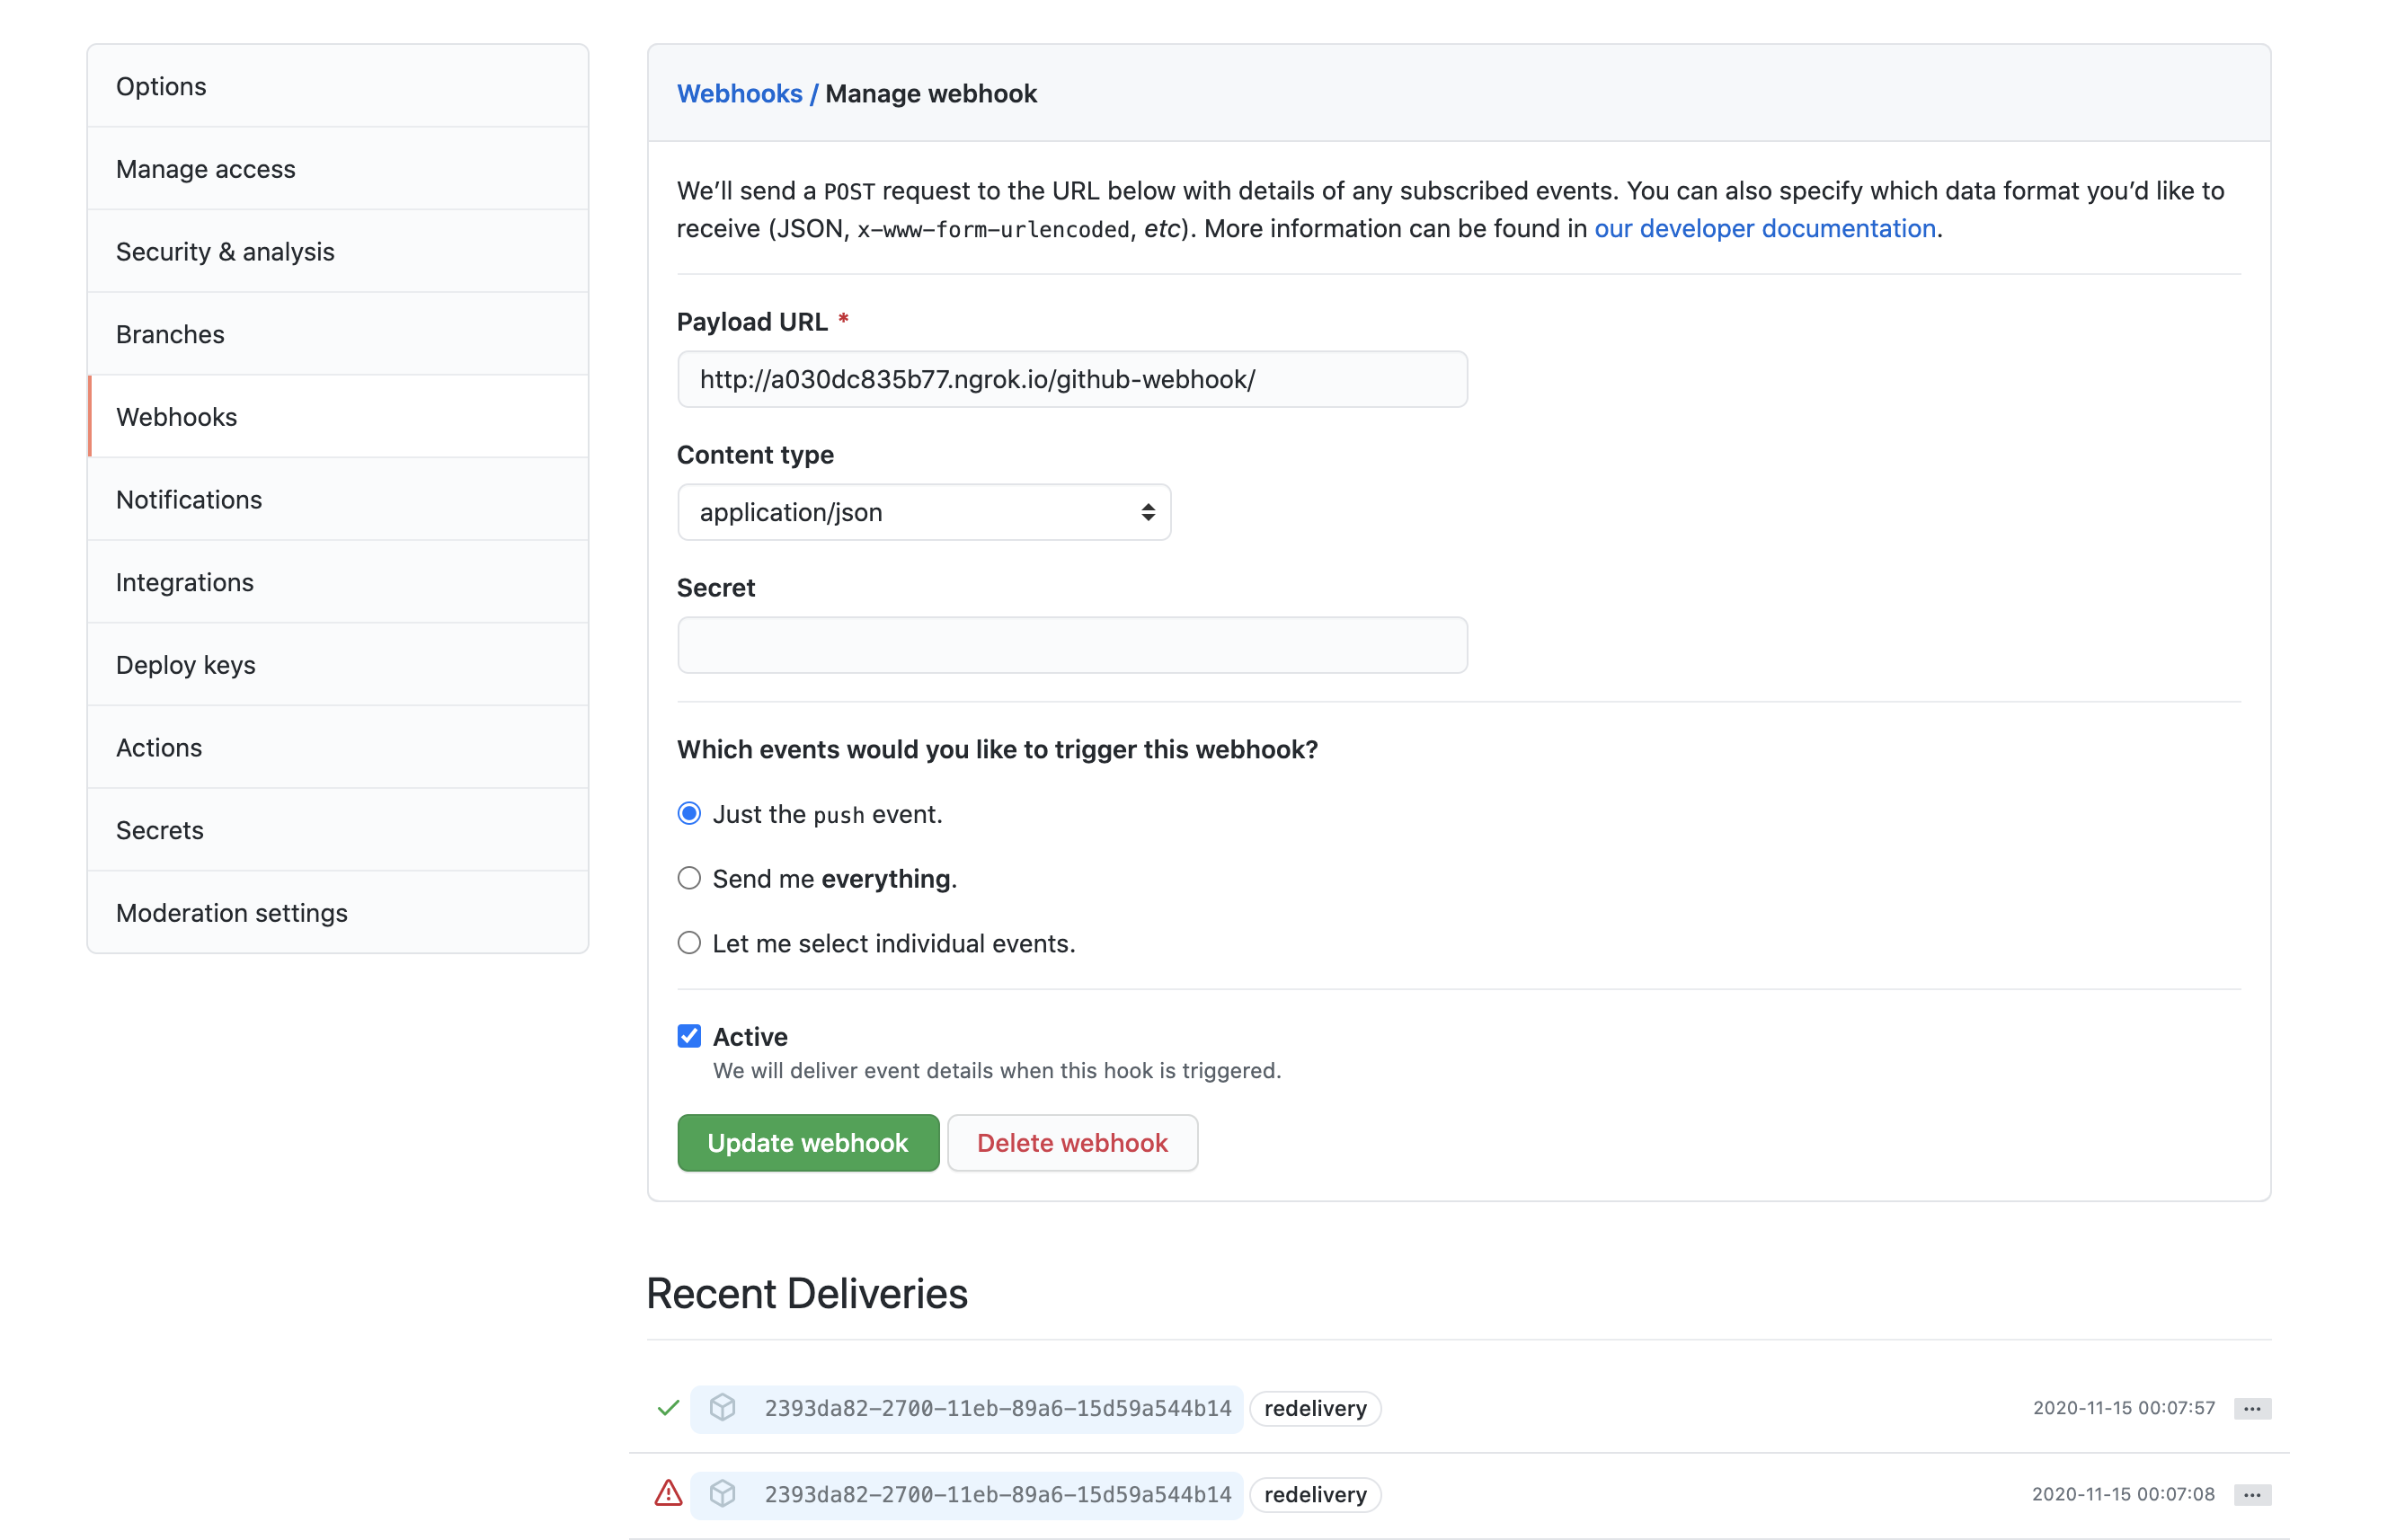 Options
Manage access
Security & analysis
Branches
Webhooks
Notifications
Integrations
Deploy keys
Actions
Secrets
Moderation settings
Webhooks / Manage webhook
We’ll send a POST request to the URL below with details of any subscribed events. You can also specify which data format you’d like to
receive (JSON, x-www-form-urlencoded, etc). More information can be found in our developer documentation.
Payload URL *
http://a030dc835b77.ngrok.io/github-webhook/
Content type
application/json
Secret
Which events would you like to trigger this webhook?
Just the push event.
Send me everything.
Let me select individual events.
Active
We will deliver event details when this hook is triggered.
Update webhook Delete webhook
Recent Deliveries
2393da82-2700-11eb-89a6-15d59a544b14 redelivery 2020-11-15 00:07:57 ...
2393da82-2700-11eb-89a6-15d59a544b14 redelivery 2020-11-15 00:07:08 ...